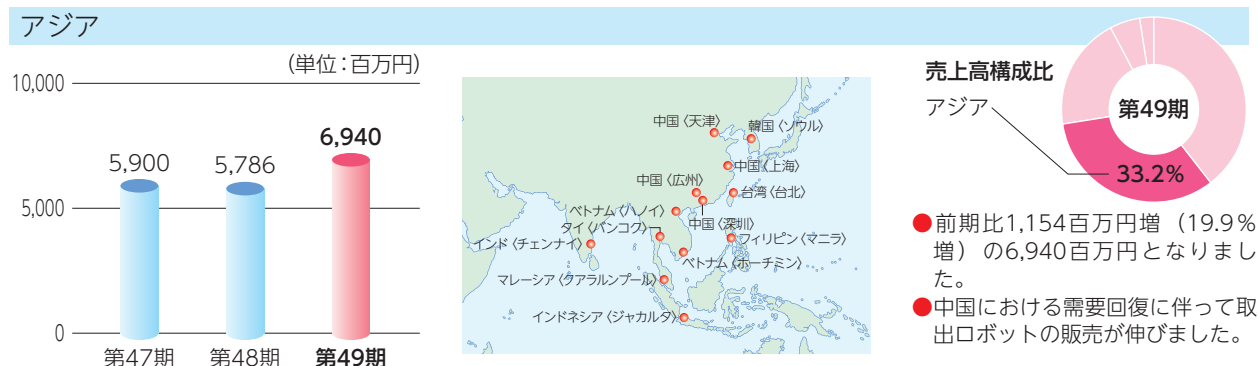 アジア
(単位:百万円)
10,000
5,000
0
5,900
5,786
6,940
第47期
第48期
第49期
中国〈天津〉
韓国〈ソウル〉
中国〈上海〉
中国〈広州〉
台湾〈台北〉
ベトナム〈ハノイ〉
中国〈深圳〉
タイ〈バンコク〉
フィリピン〈マニラ〉
インド〈チェンナイ〉
ベトナム〈ホーチミン〉
マレーシア〈クアラルンプール〉
インドネシア〈ジャカルタ〉
売上高構成比
アジア
第49期
33.2%
●前期比1,154百万円増(19.9%
増)の6,940百万円となりまし
た。
●中国における需要回復に伴って取
出ロボットの販売が伸びました。